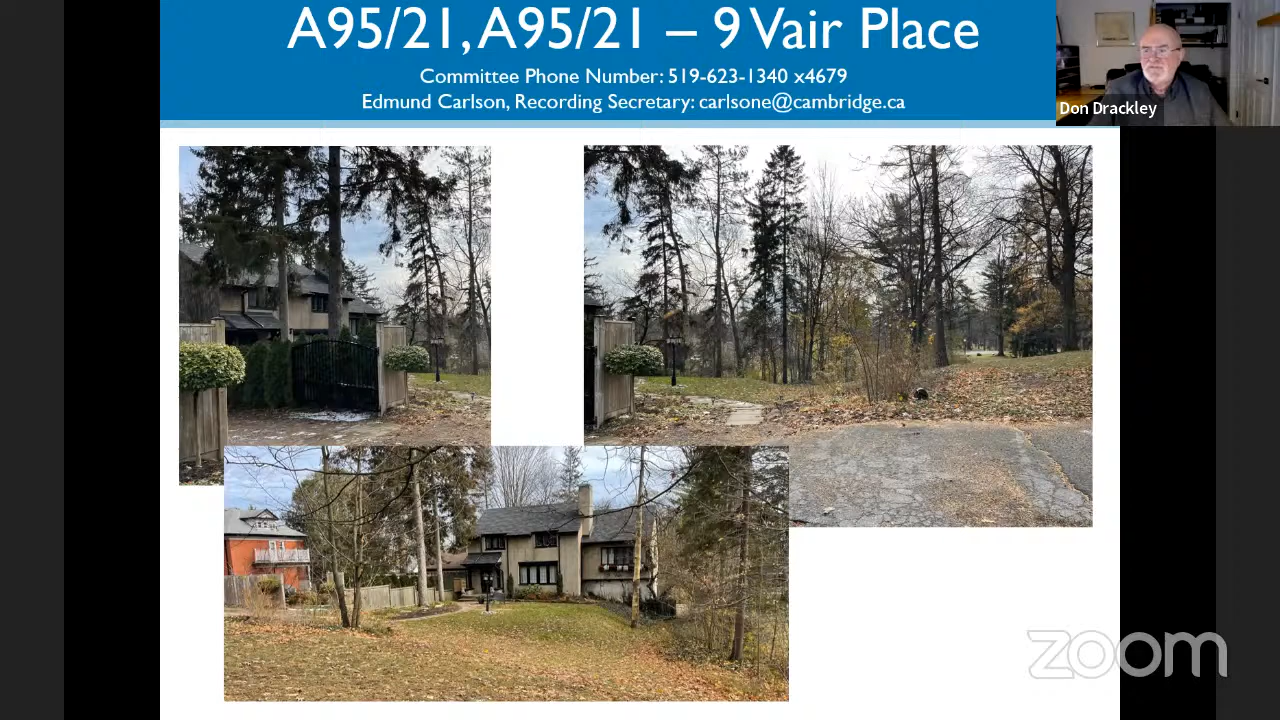 A95/21, A95/21 – 9 Vair Place
Committee Phone Number: 519-623-1340 x4679
Edmund Carlson, Recording Secretary: carlsone@cambridge.ca
Don Drackley
zoom